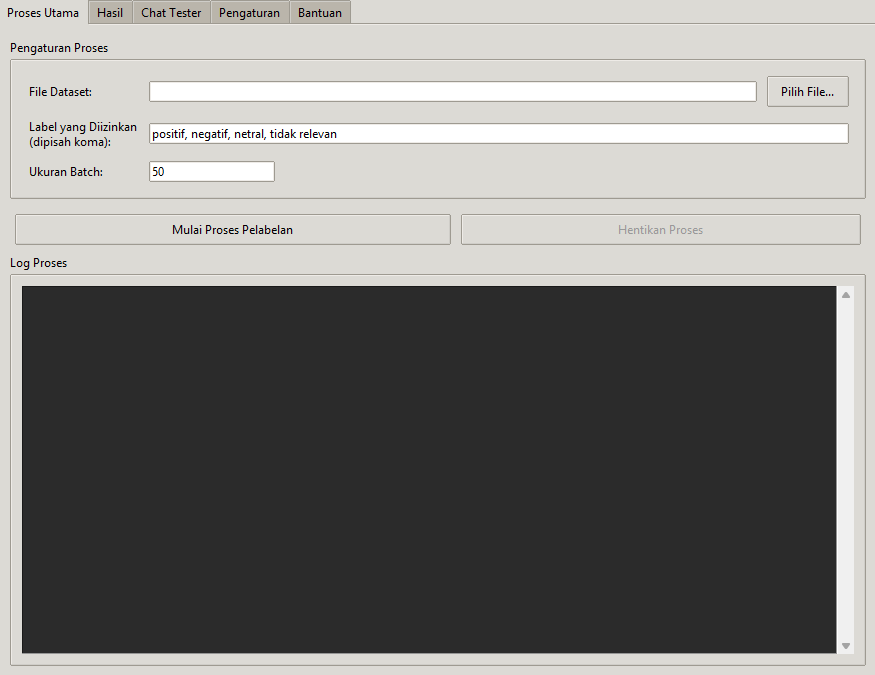 Proses Utama Hasil Chat Tester Pengaturan Bantuan
Pengaturan Proses
File Dataset: Pilih File...
Label yang Diizinkan
(dipisah koma): positif, negatif, netral, tidak relevan
Ukuran Batch: 50
Mulai Proses Pelabelan Hentikan Proses
Log Proses